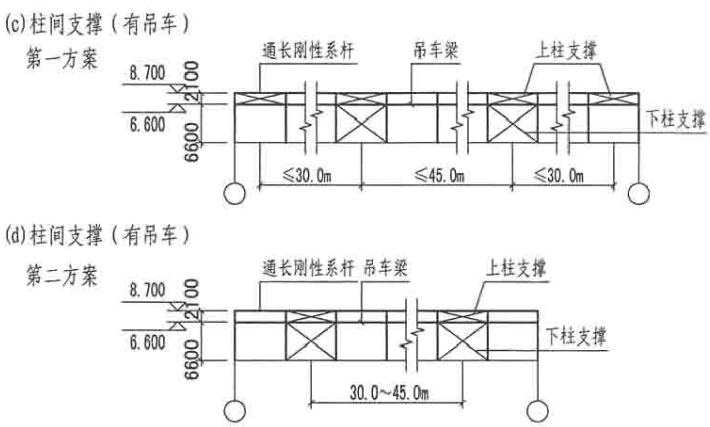 (c)柱间支撑(有吊车)
第一方案
通长刚性系杆 吊车梁 上柱支撑
8.700
2100
6.600
下柱支撑
6600
≤30.0m ≤45.0m ≤30.0m
(d)柱间支撑(有吊车)
第二方案
通长刚性系杆 吊车梁 上柱支撑
8.700
2100
6.600
下柱支撑
6600
30.0～45.0m